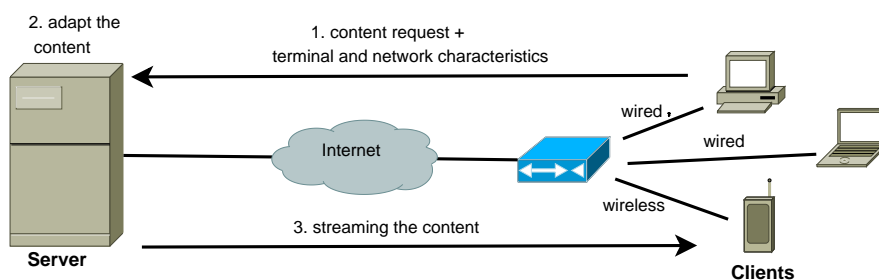 2. adapt the
content
1. content request +
terminal and network characteristics
wired
wired
Internet
wireless
3. streaming the content
Server
Clients